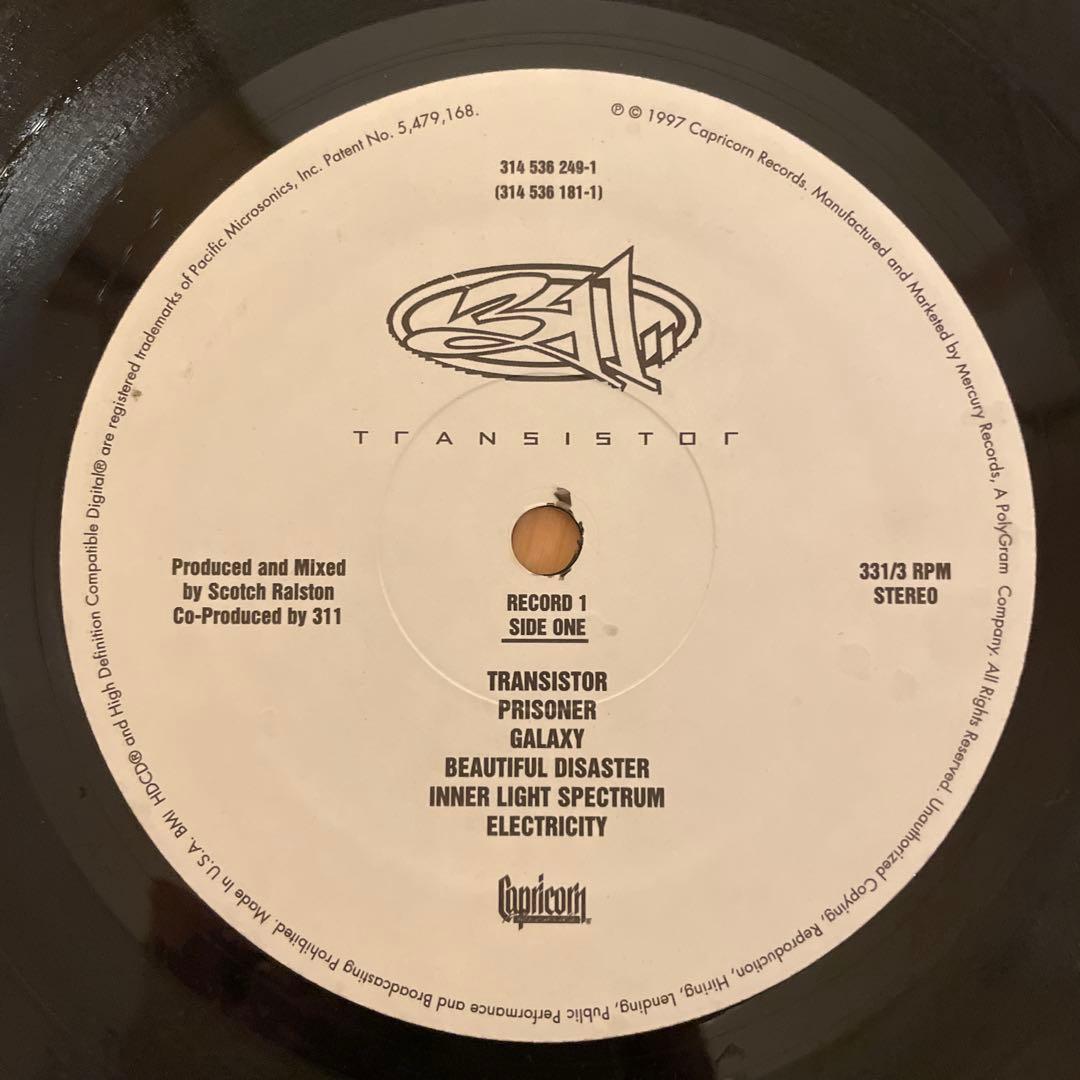 Made In U.S.A. BMI HDCD® and High Definition Compatible Digital® are registered trademarks of Pacific Microsonics, Inc. Patent No. 5,479,168.
℗ © 1997 Capricorn Records. Manufactured and Marketed by Mercury Records, A PolyGram Company. All Rights Reserved. Unauthorized Copying, Reproduction, Hiring, Lending, Public Performance and Broadcasting Prohibited.
314 536 249-1
(314 536 181-1)
311
TRANSISTOR
Produced and Mixed
by Scotch Ralston
Co-Produced by 311
331/3 RPM
STEREO
RECORD 1
SIDE ONE
TRANSISTOR
PRISONER
GALAXY
BEAUTIFUL DISASTER
INNER LIGHT SPECTRUM
ELECTRICITY
Capricorn